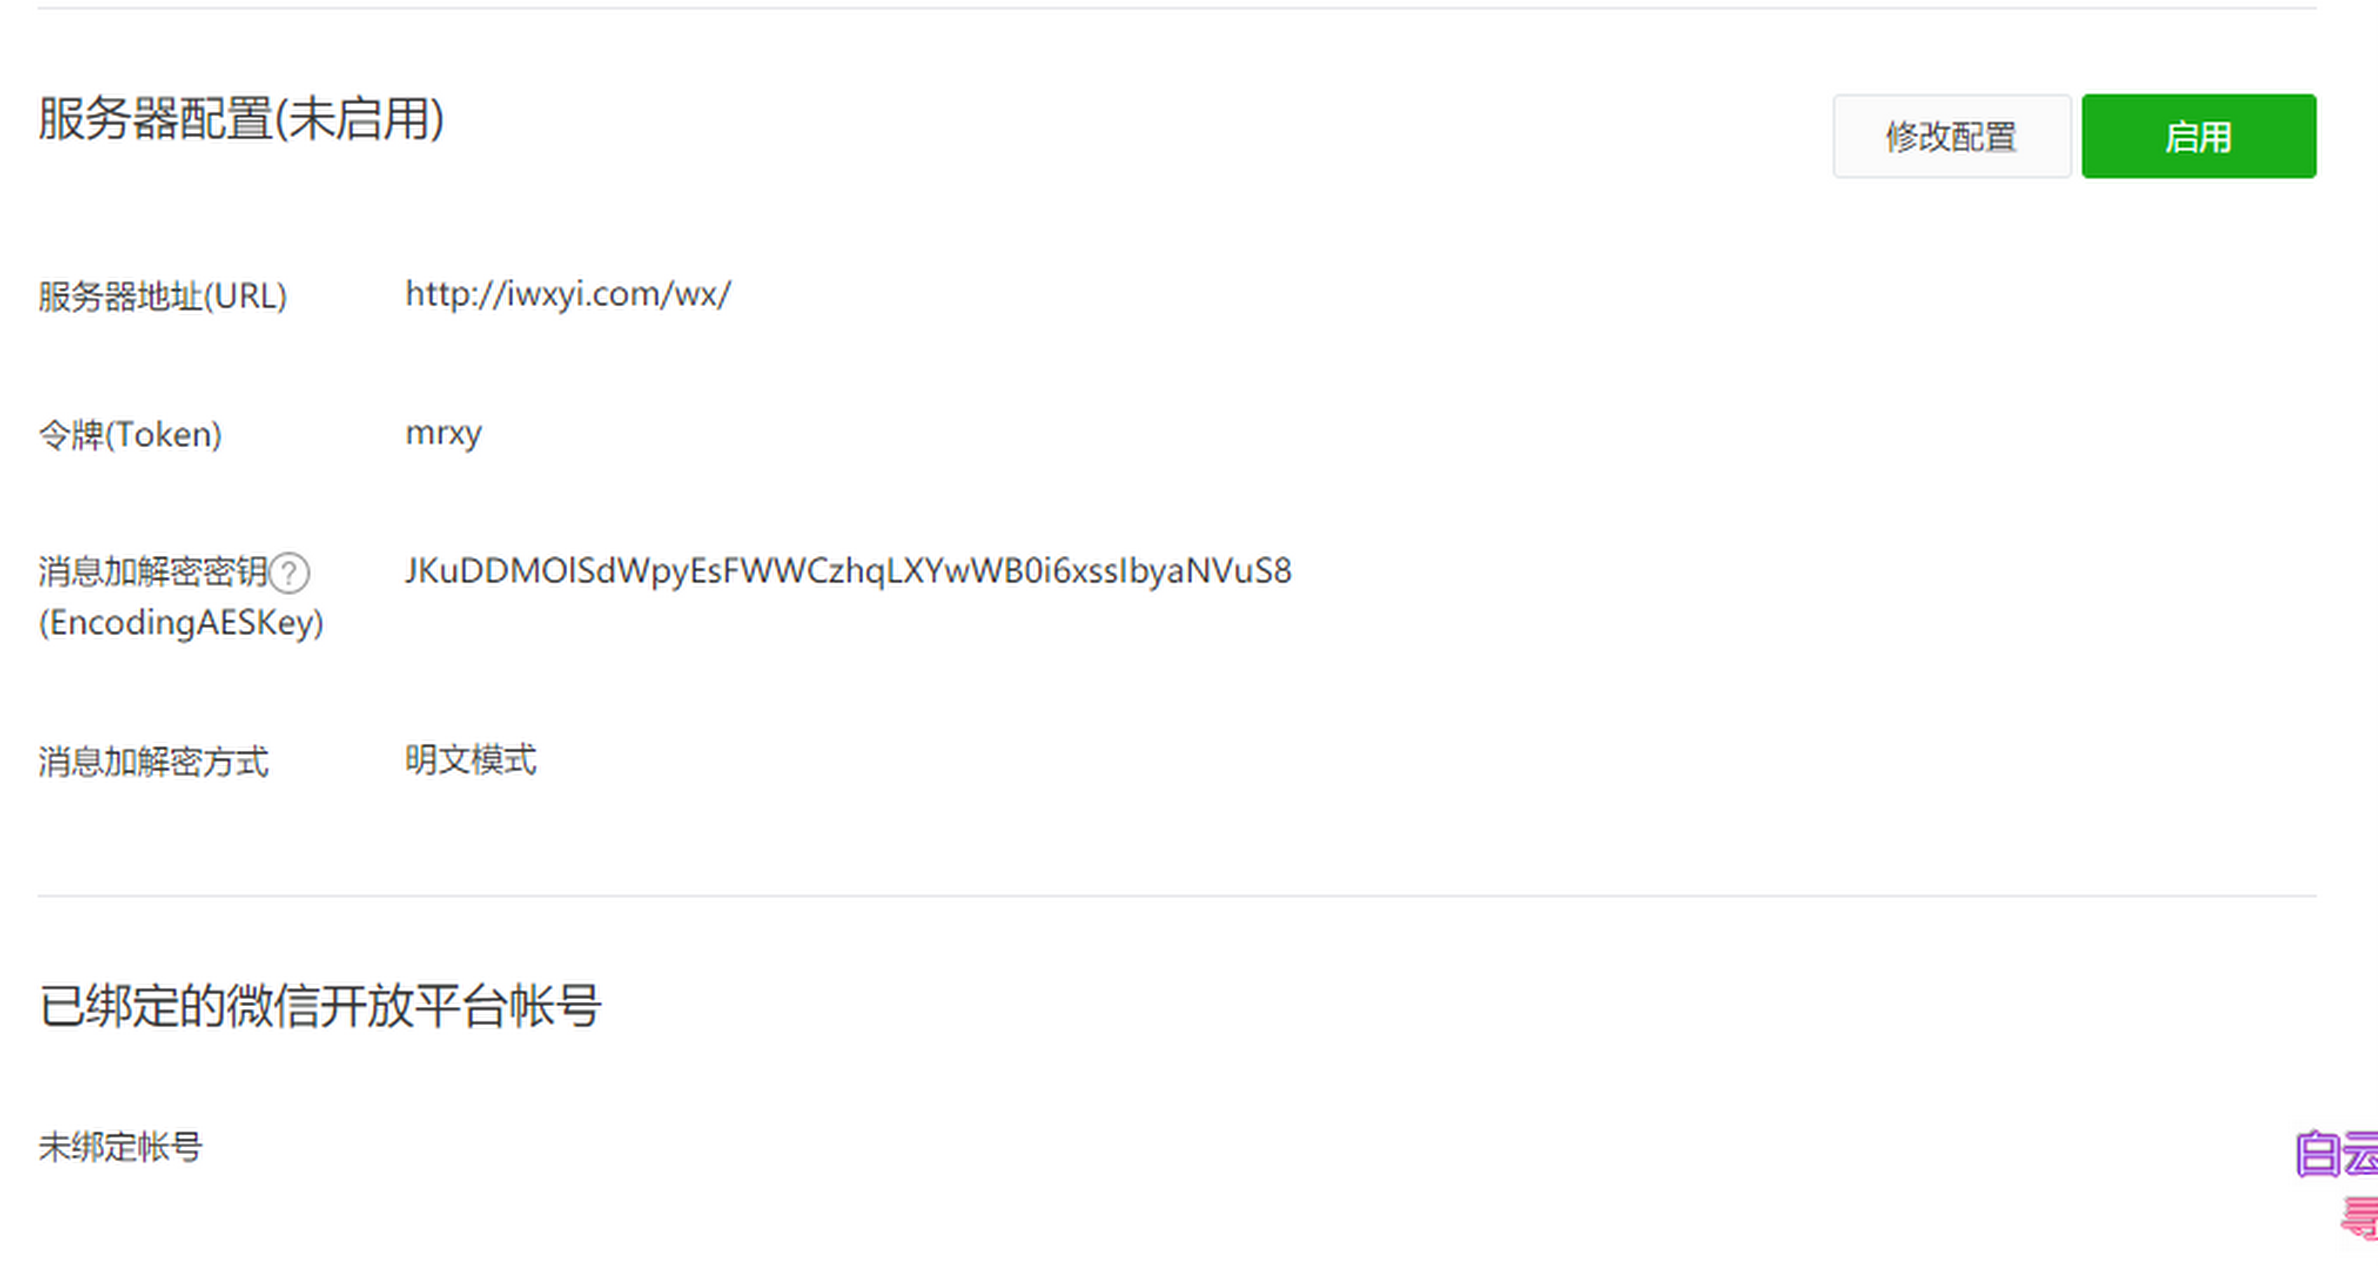 服务器配置(未启用)
修改配置
启用
服务器地址(URL)
http://iwxyi.com/wx/
令牌(Token)
mrxy
消息加解密密钥?
(EncodingAESKey)
JKuDDMOlSdWpyEsFWWCzhqLXYwWB0i6xssIbyaNVuS8
消息加解密方式
明文模式
已绑定的微信开放平台帐号
未绑定帐号
白云
寻